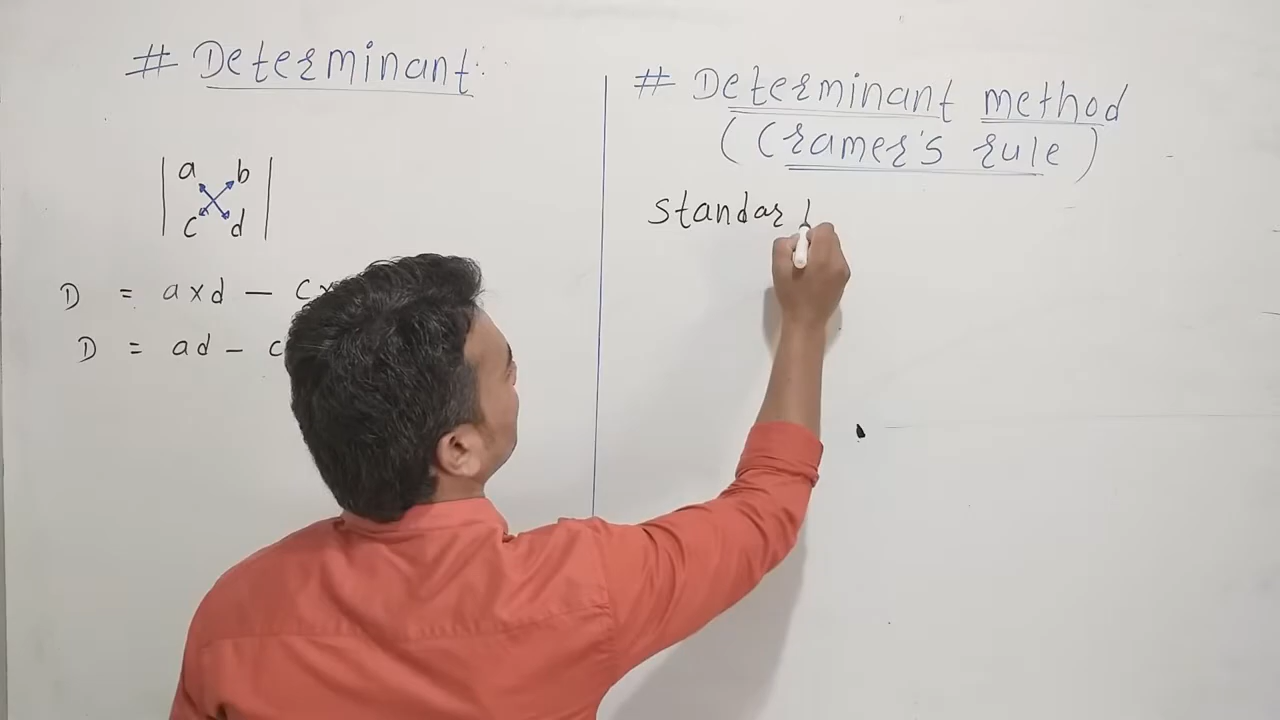 # Determinant:
a b
c d
D = a×d — c×
D = ad – c
# Determinant method
(Cramer's rule)
Standar